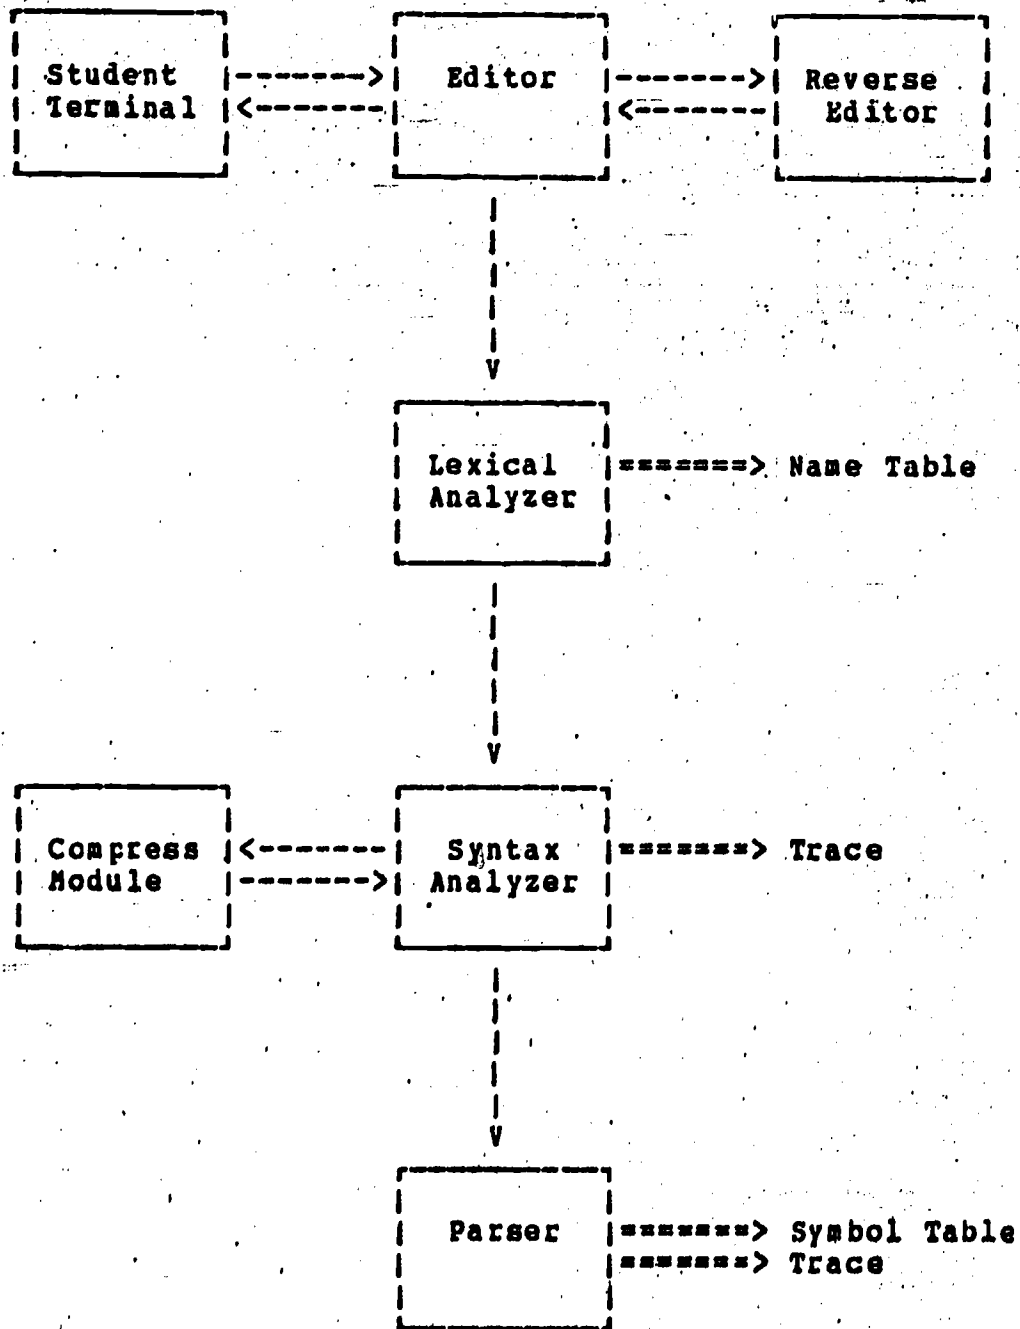 Student
Terminal
Editor
Reverse
Editor
Lexical
Analyzer
Name Table
Compress
Module
Syntax
Analyzer
Trace
Parser
Symbol Table
Trace